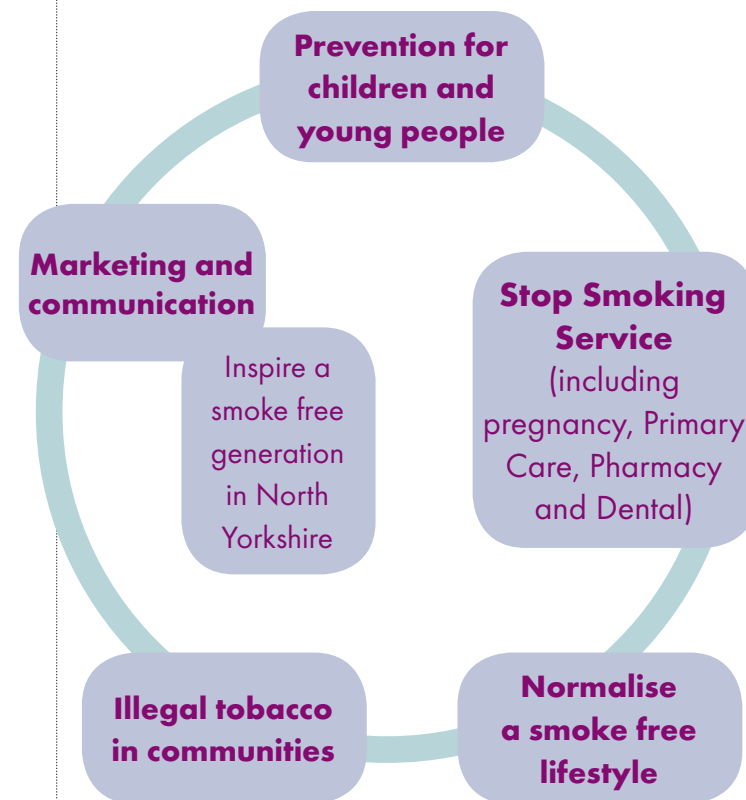 Prevention for
children and
young people
Marketing and
communication
Inspire a
smoke free
generation
in North
Yorkshire
Stop Smoking
Service
(including
pregnancy, Primary
Care, Pharmacy
and Dental)
Illegal tobacco
in communities
Normalise
a smoke free
lifestyle